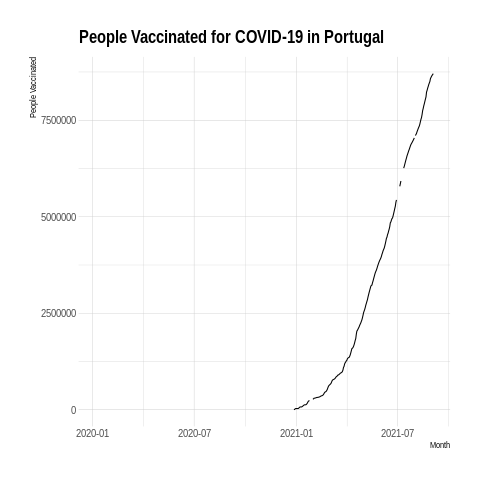 People Vaccinated for COVID-19 in Portugal
People Vaccinated
7500000
5000000
2500000
0
2020-01
2020-07
2021-01
2021-07
Month